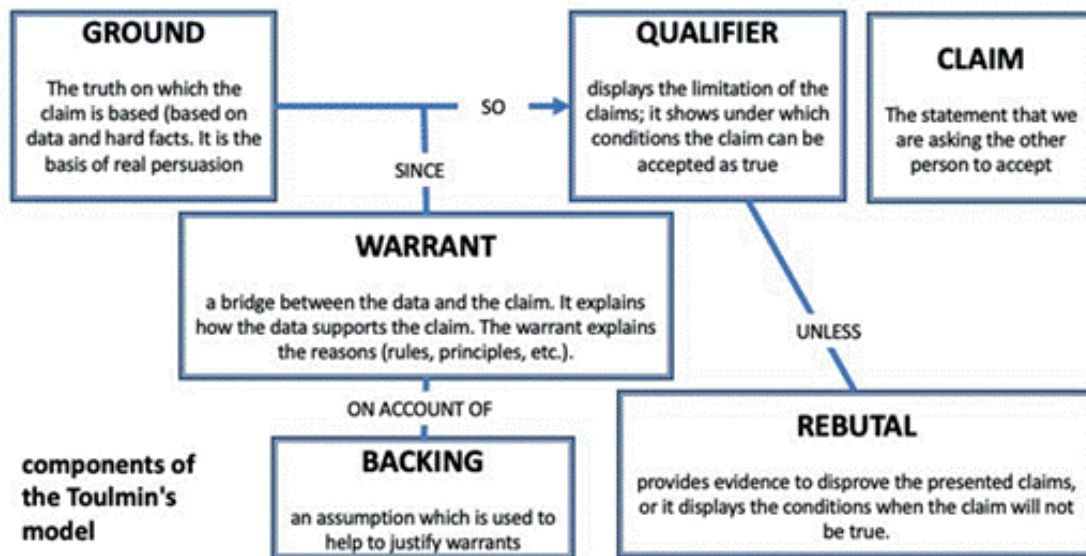 GROUND
The truth on which the
claim is based (based on
data and hard facts. It is the
basis of real persuasion
SO
QUALIFIER
displays the limitation of the
claims; it shows under which
conditions the claim can be
accepted as true
CLAIM
The statement that we
are asking the other
person to accept
SINCE
WARRANT
a bridge between the data and the claim. It explains
how the data supports the claim. The warrant explains
the reasons (rules, principles, etc.).
UNLESS
ON ACCOUNT OF
BACKING
an assumption which is used to
help to justify warrants
REBUTAL
provides evidence to disprove the presented claims,
or it displays the conditions when the claim will not
be true.
components of
the Toulmin's
model